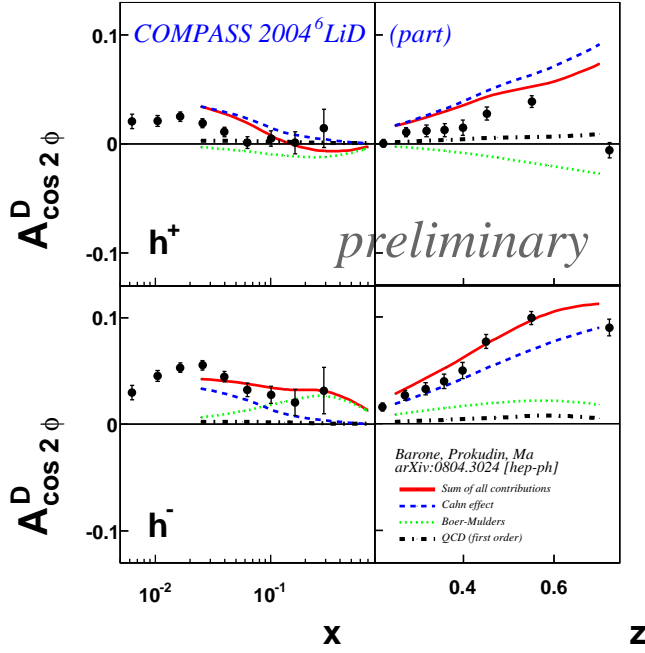 COMPASS 2004 ⁶LiD (part)
0.1
0
-0.1
A^D_cos 2 ϕ
h⁺
preliminary
0.1
0
-0.1
A^D_cos 2 ϕ
h⁻
Barone, Prokudin, Ma
arXiv:0804.3024 [hep-ph]
Sum of all contributions
Cahn effect
Boer-Mulders
QCD (first order)
10⁻² 10⁻¹ 0.4 0.6
x z